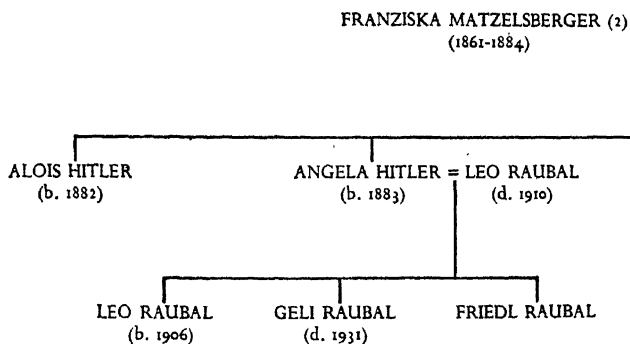 FRANZISKA MATZELSBERGER (2)
(1861-1884)
ALOIS HITLER
(b. 1882)
ANGELA HITLER = LEO RAUBAL
(b. 1883) (d. 1910)
LEO RAUBAL
(b. 1906)
GELI RAUBAL
(d. 1931)
FRIEDL RAUBAL